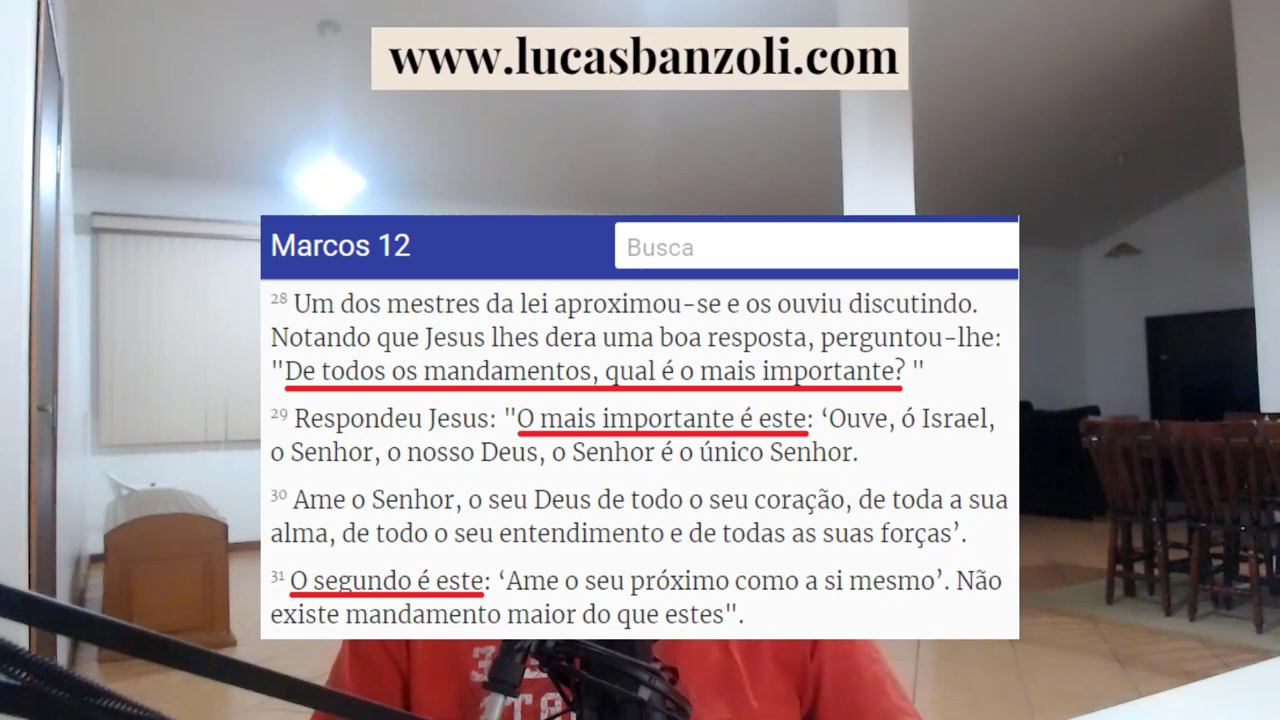 www.lucasbanzoli.com
Marcos 12
Busca
28 Um dos mestres da lei aproximou-se e os ouviu discutindo.
Notando que Jesus lhes dera uma boa resposta, perguntou-lhe:
"De todos os mandamentos, qual é o mais importante? "
29 Respondeu Jesus: "O mais importante é este: ‘Ouve, ó Israel,
o Senhor, o nosso Deus, o Senhor é o único Senhor.
30 Ame o Senhor, o seu Deus de todo o seu coração, de toda a sua
alma, de todo o seu entendimento e de todas as suas forças’.
31 O segundo é este: ‘Ame o seu próximo como a si mesmo’. Não
existe mandamento maior do que estes".